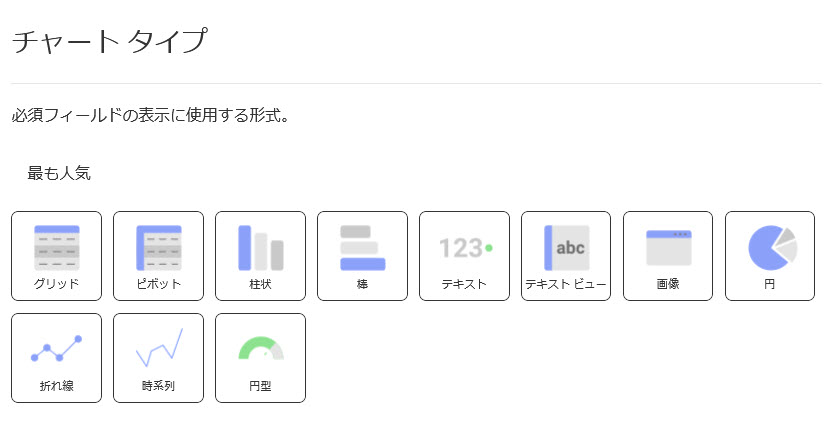 チャート タイプ
必須フィールドの表示に使用する形式。
最も人気
123
abc
グリッド ピボット 柱状 棒 テキスト テキスト ビュー 画像 円
折れ線 時系列 円型